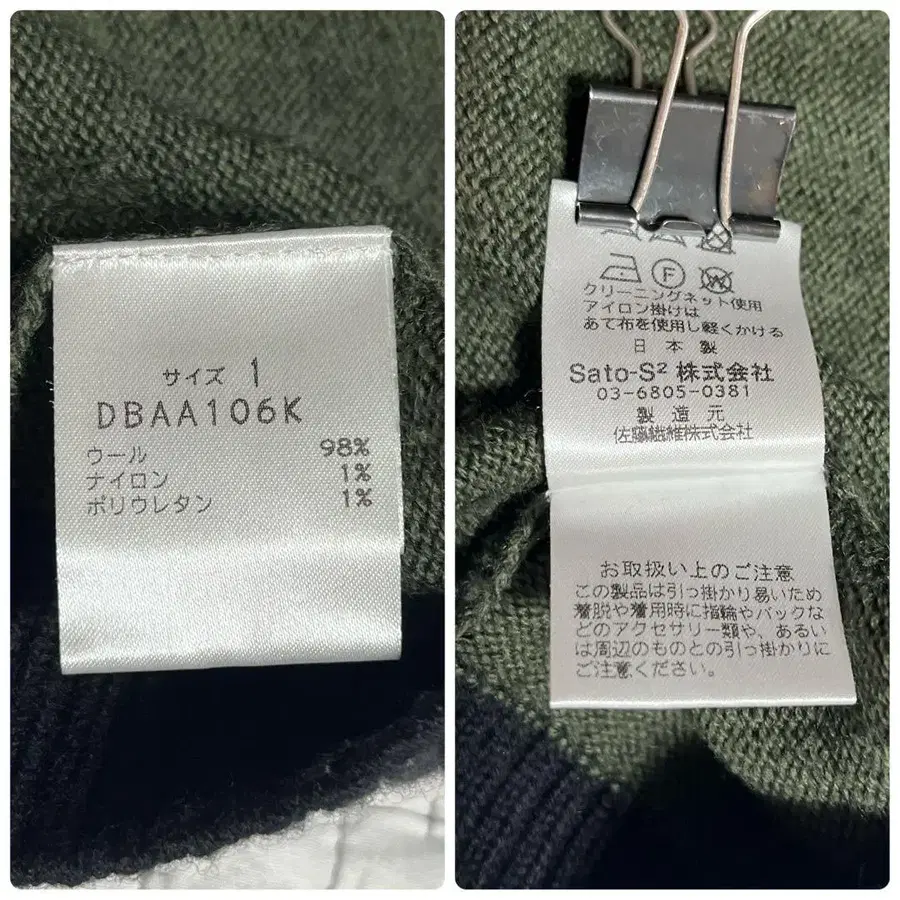 サイズ 1
DBAA106K
ウール 98%
ナイロン 1%
ポリウレタン 1%
F W
クリーニングネット使用
アイロン掛けは
あて布を使用し軽くかける
日本製
Sato-S² 株式会社
03-6805-0381
製造元
佐藤繊維株式会社
お取扱い上のご注意
この製品は引っ掛かり易いため
着脱や着用時に指輪やバックな
どのアクセサリー類や、あるい
は周辺のものとの引っ掛かりに
ご注意ください。